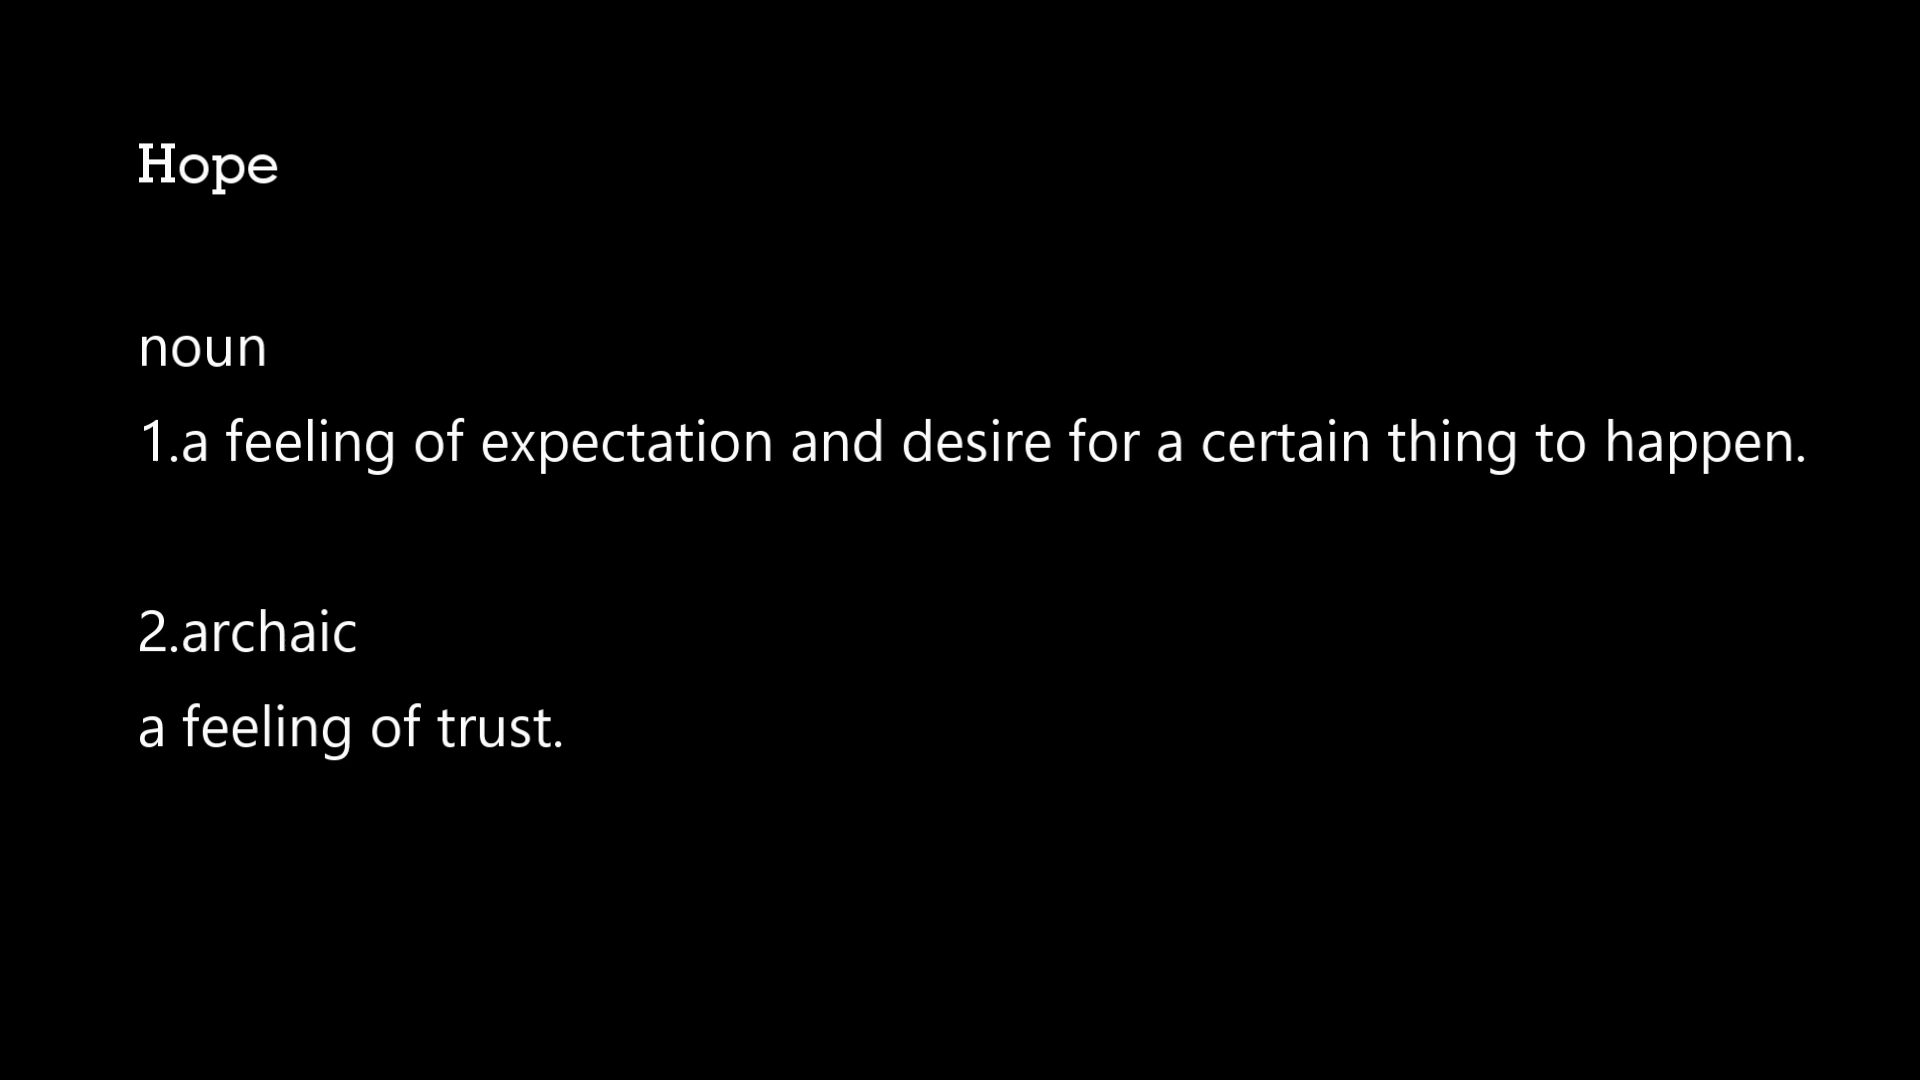 Hope
noun
1.a feeling of expectation and desire for a certain thing to happen.
2.archaic
a feeling of trust.